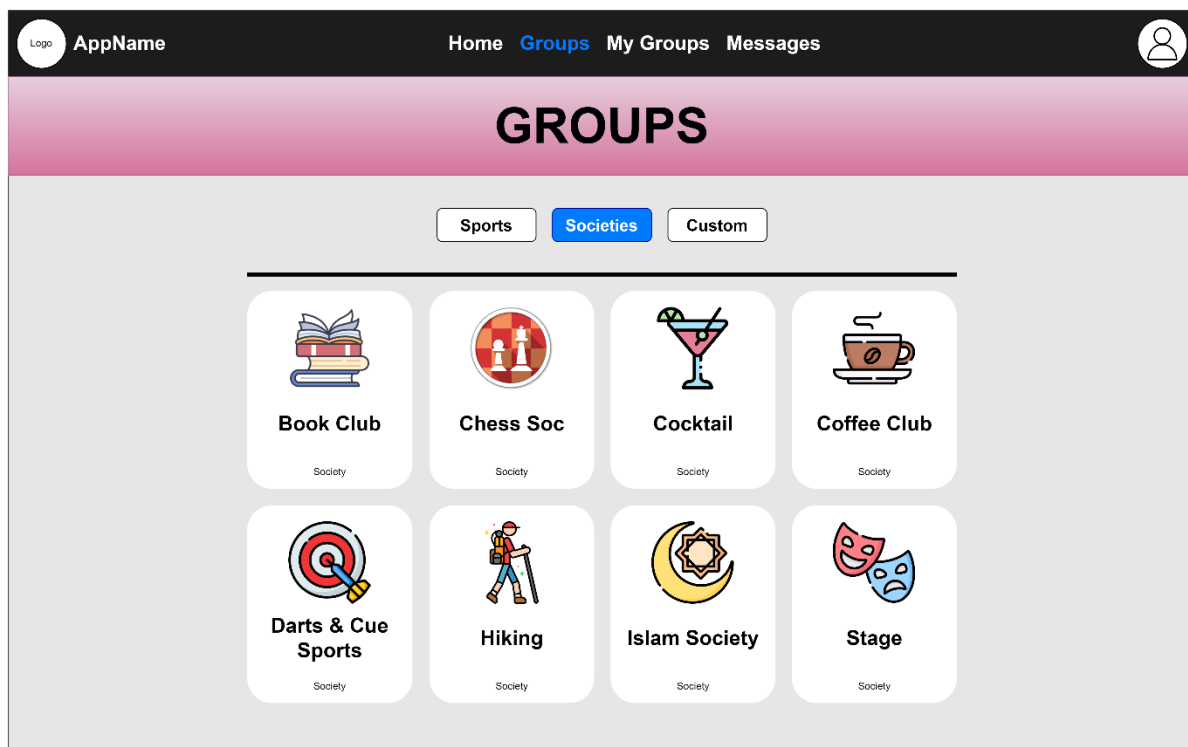 Logo AppName Home Groups My Groups Messages
GROUPS
Sports Societies Custom
Book Club Chess Soc Cocktail Coffee Club
Society Society Society Society
Darts & Cue
Sports
Hiking Islam Society Stage
Society Society Society Society